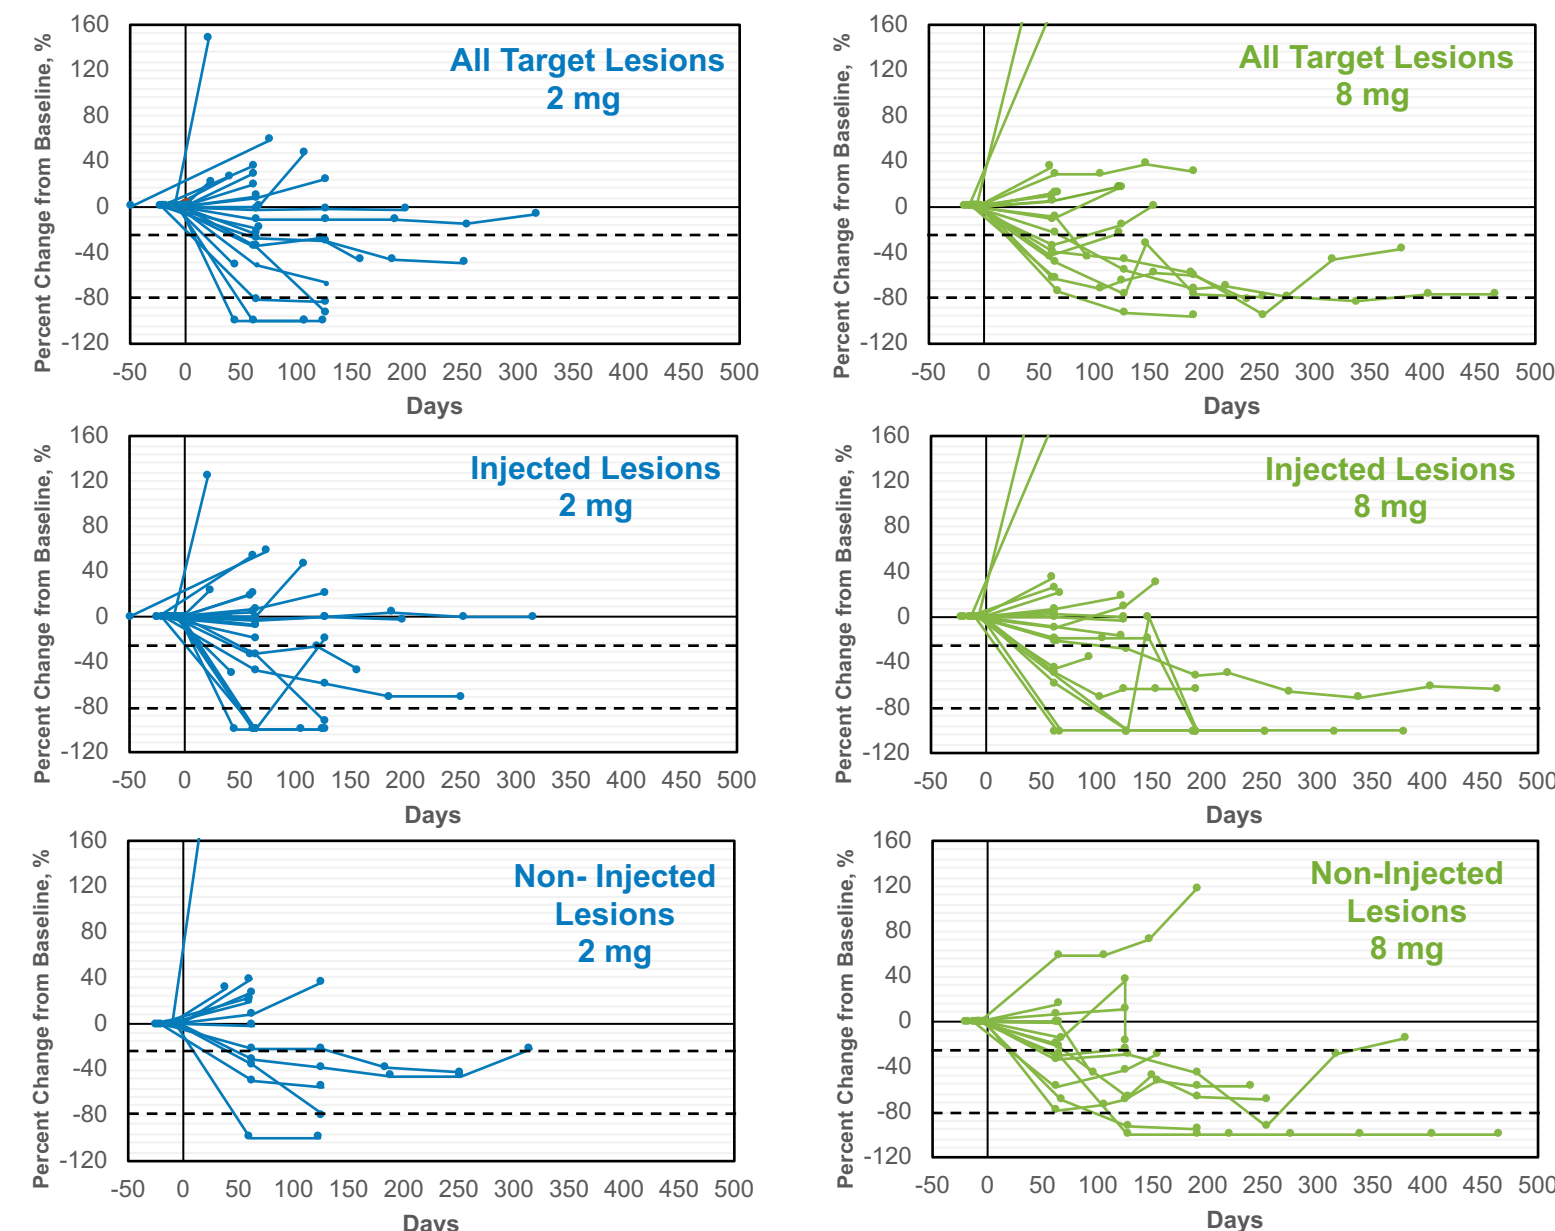 Percent Change from Baseline, %
160
120
80
40
0
-40
-80
-120
All Target Lesions
2 mg
-50 0 50 100 150 200 250 300 350 400 450 500
Days
Percent Change from Baseline, %
160
120
80
40
0
-40
-80
-120
All Target Lesions
8 mg
-50 0 50 100 150 200 250 300 350 400 450 500
Days
Percent Change from Baseline, %
160
120
80
40
0
-40
-80
-120
Injected Lesions
2 mg
-50 0 50 100 150 200 250 300 350 400 450 500
Days
Percent Change from Baseline, %
160
120
80
40
0
-40
-80
-120
Injected Lesions
8 mg
-50 0 50 100 150 200 250 300 350 400 450 500
Days
Percent Change from Baseline, %
160
120
80
40
0
-40
-80
-120
Non- Injected
Lesions
2 mg
-50 0 50 100 150 200 250 300 350 400 450 500
Days
Percent Change from Baseline, %
160
120
80
40
0
-40
-80
-120
Non-Injected
Lesions
8 mg
-50 0 50 100 150 200 250 300 350 400 450 500
Days